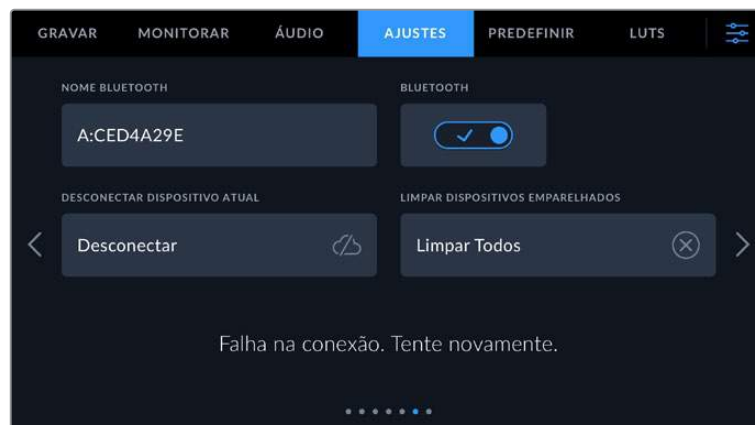 GRAVAR MONITORAR ÁUDIO AJUSTES PREDEFINIR LUTS
NOME BLUETOOTH BLUETOOTH
A:CED4A29E
DESCONECTAR DISPOSITIVO ATUAL LIMPAR DISPOSITIVOS EMPARELHADOS
Desconectar Limpar Todos
Falha na conexão. Tente novamente.